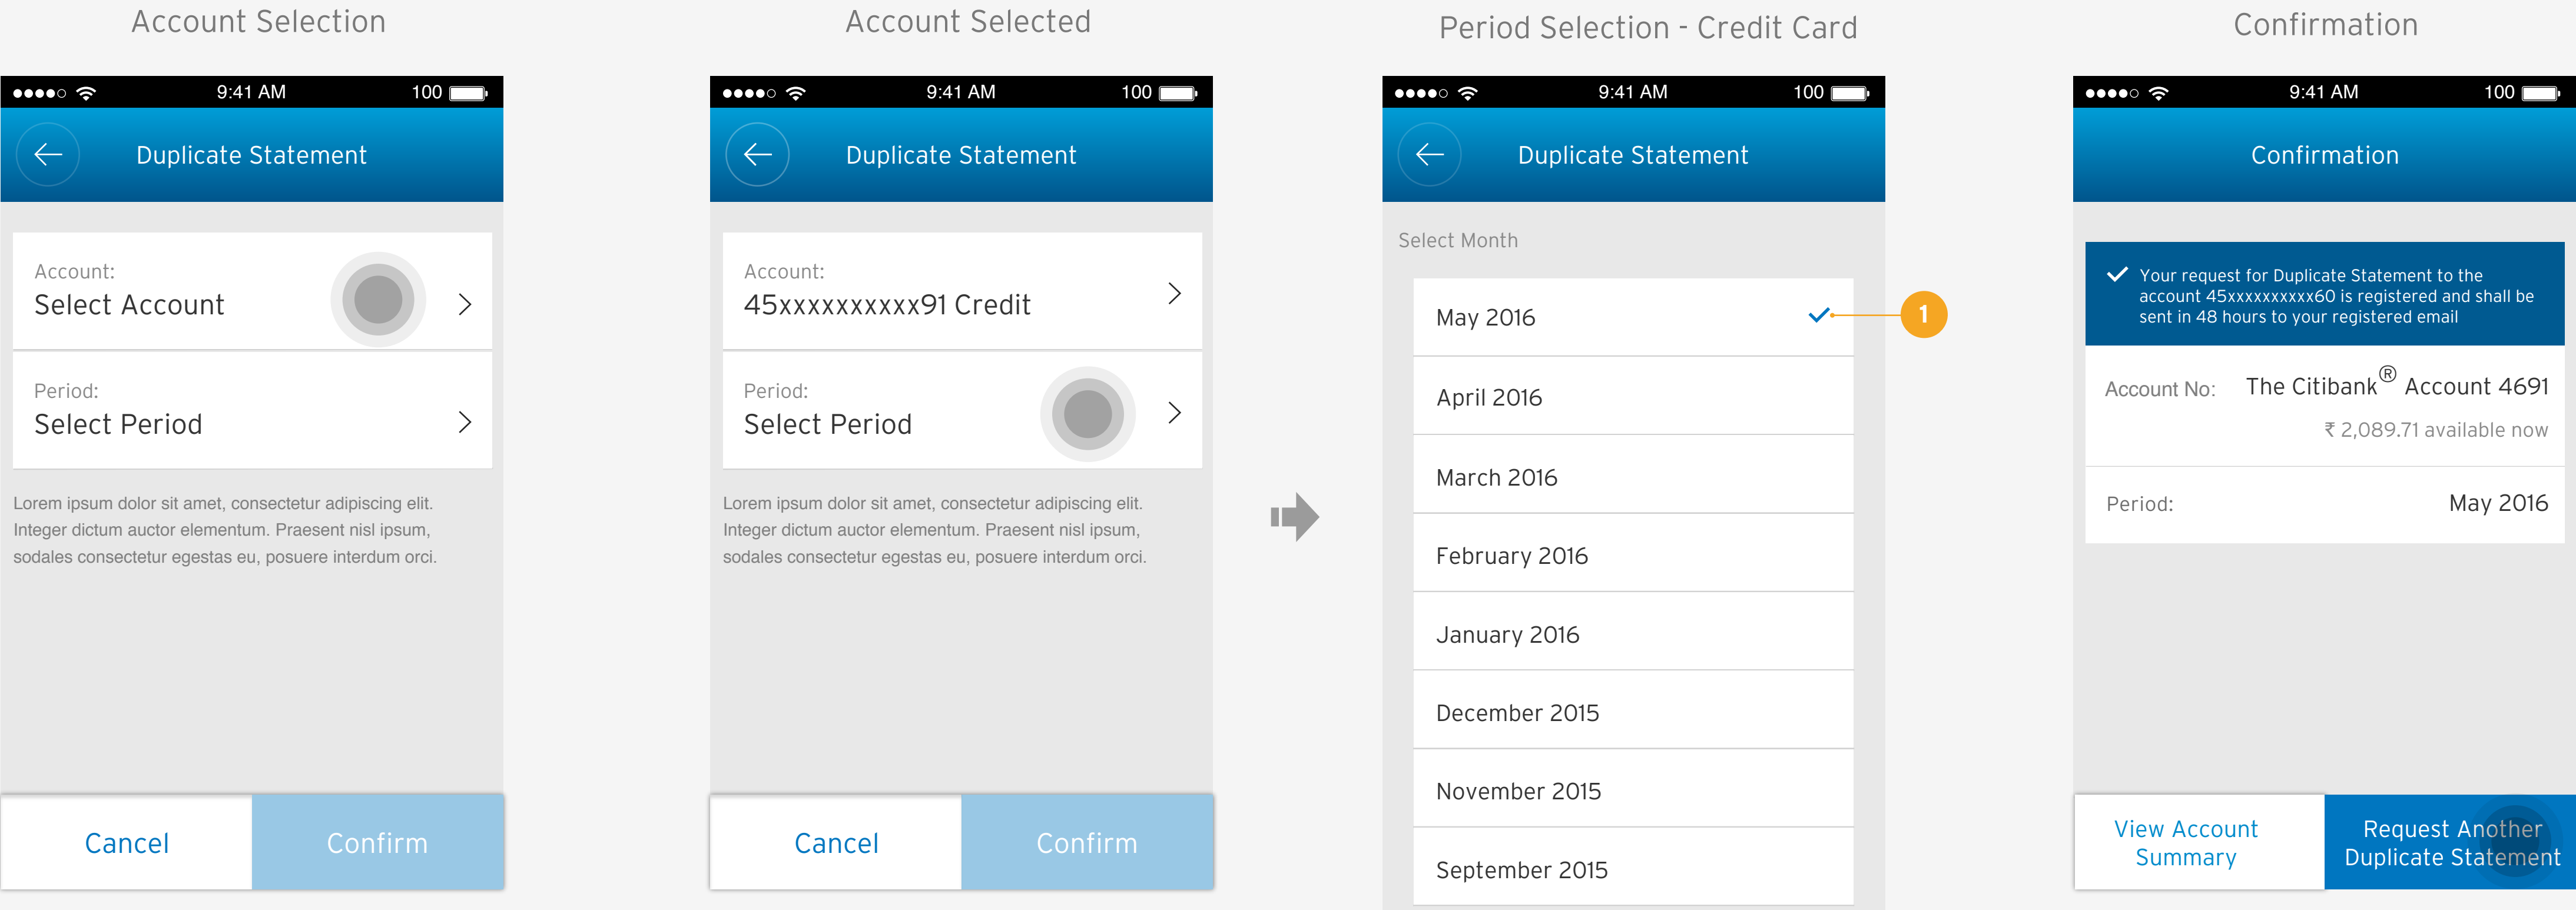 Account Selection
9:41 AM
100
Duplicate Statement
Account:
Select Account
Period:
Select Period
Lorem ipsum dolor sit amet, consectetur adipiscing elit.
Integer dictum auctor elementum. Praesent nisl ipsum,
sodales consectetur egestas eu, posuere interdum orci.
Cancel
Confirm
Account Selected
9:41 AM
100
Duplicate Statement
Account:
45xxxxxxxxxx91 Credit
Period:
Select Period
Lorem ipsum dolor sit amet, consectetur adipiscing elit.
Integer dictum auctor elementum. Praesent nisl ipsum,
sodales consectetur egestas eu, posuere interdum orci.
Cancel
Confirm
Period Selection - Credit Card
9:41 AM
100
Duplicate Statement
Select Month
May 2016
1
April 2016
March 2016
February 2016
January 2016
December 2015
November 2015
September 2015
Confirmation
9:41 AM
100
Confirmation
Your request for Duplicate Statement to the
account 45xxxxxxxxxx60 is registered and shall be
sent in 48 hours to your registered email
Account No: The Citibank® Account 4691
₹ 2,089.71 available now
Period: May 2016
View Account
Summary
Request Another
Duplicate Statement